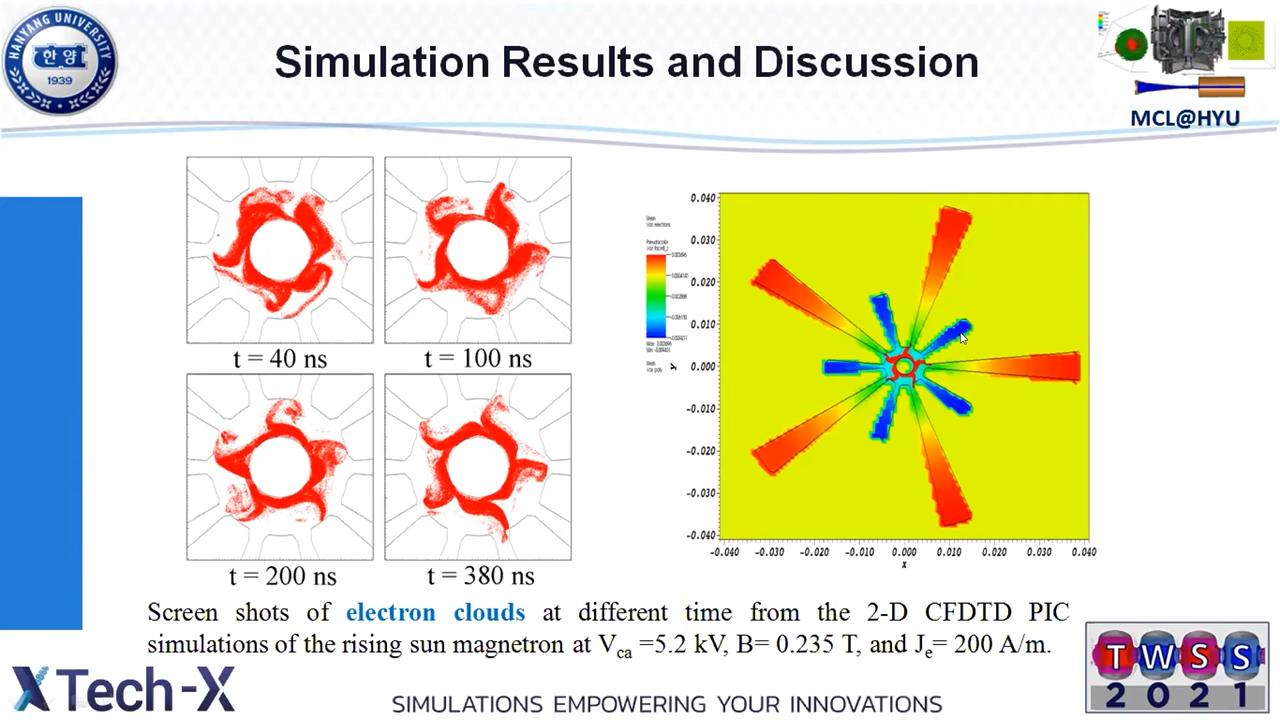 HANYANG UNIVERSITY
한양
1939
Simulation Results and Discussion
MCL@HYU
t = 40 ns
t = 100 ns
t = 200 ns
t = 380 ns
0.040
0.030
0.020
0.010
0.000
-0.010
-0.020
-0.030
-0.040
Y
-0.040 -0.030 -0.020 -0.010 0.000 0.010 0.020 0.030 0.040
x
Screen shots of electron clouds at different time from the 2-D CFDTD PIC
simulations of the rising sun magnetron at Vca =5.2 kV, B= 0.235 T, and Je= 200 A/m.
Tech-X
SIMULATIONS EMPOWERING YOUR INNOVATIONS
TWSS
2021